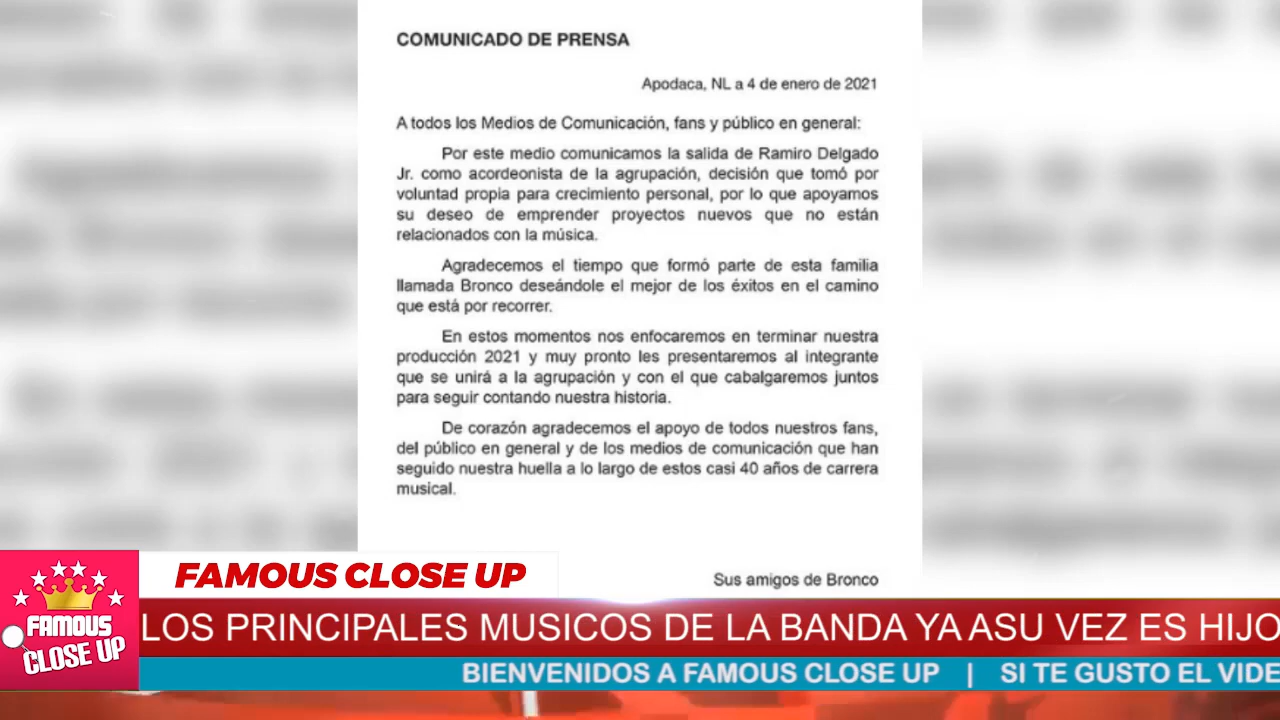 COMUNICADO DE PRENSA
Apodaca, NL a 4 de enero de 2021
A todos los Medios de Comunicación, fans y público en general:
Por este medio comunicamos la salida de Ramiro Delgado
Jr. como acordeonista de la agrupación, decisión que tomó por
voluntad propia para crecimiento personal, por lo que apoyamos
su deseo de emprender proyectos nuevos que no están
relacionados con la música.
Agradecemos el tiempo que formó parte de esta familia
llamada Bronco deseándole el mejor de los éxitos en el camino
que está por recorrer.
En estos momentos nos enfocaremos en terminar nuestra
producción 2021 y muy pronto les presentaremos al integrante
que se unirá a la agrupación y con el que cabalgaremos juntos
para seguir contando nuestra historia.
De corazón agradecemos el apoyo de todos nuestros fans,
del público en general y de los medios de comunicación que han
seguido nuestra huella a lo largo de estos casi 40 años de carrera
musical.
Sus amigos de Bronco
FAMOUS CLOSE UP
FAMOUS
CLOSE UP
LOS PRINCIPALES MUSICOS DE LA BANDA YA ASU VEZ ES HIJO
BIENVENIDOS A FAMOUS CLOSE UP | SI TE GUSTO EL VIDE